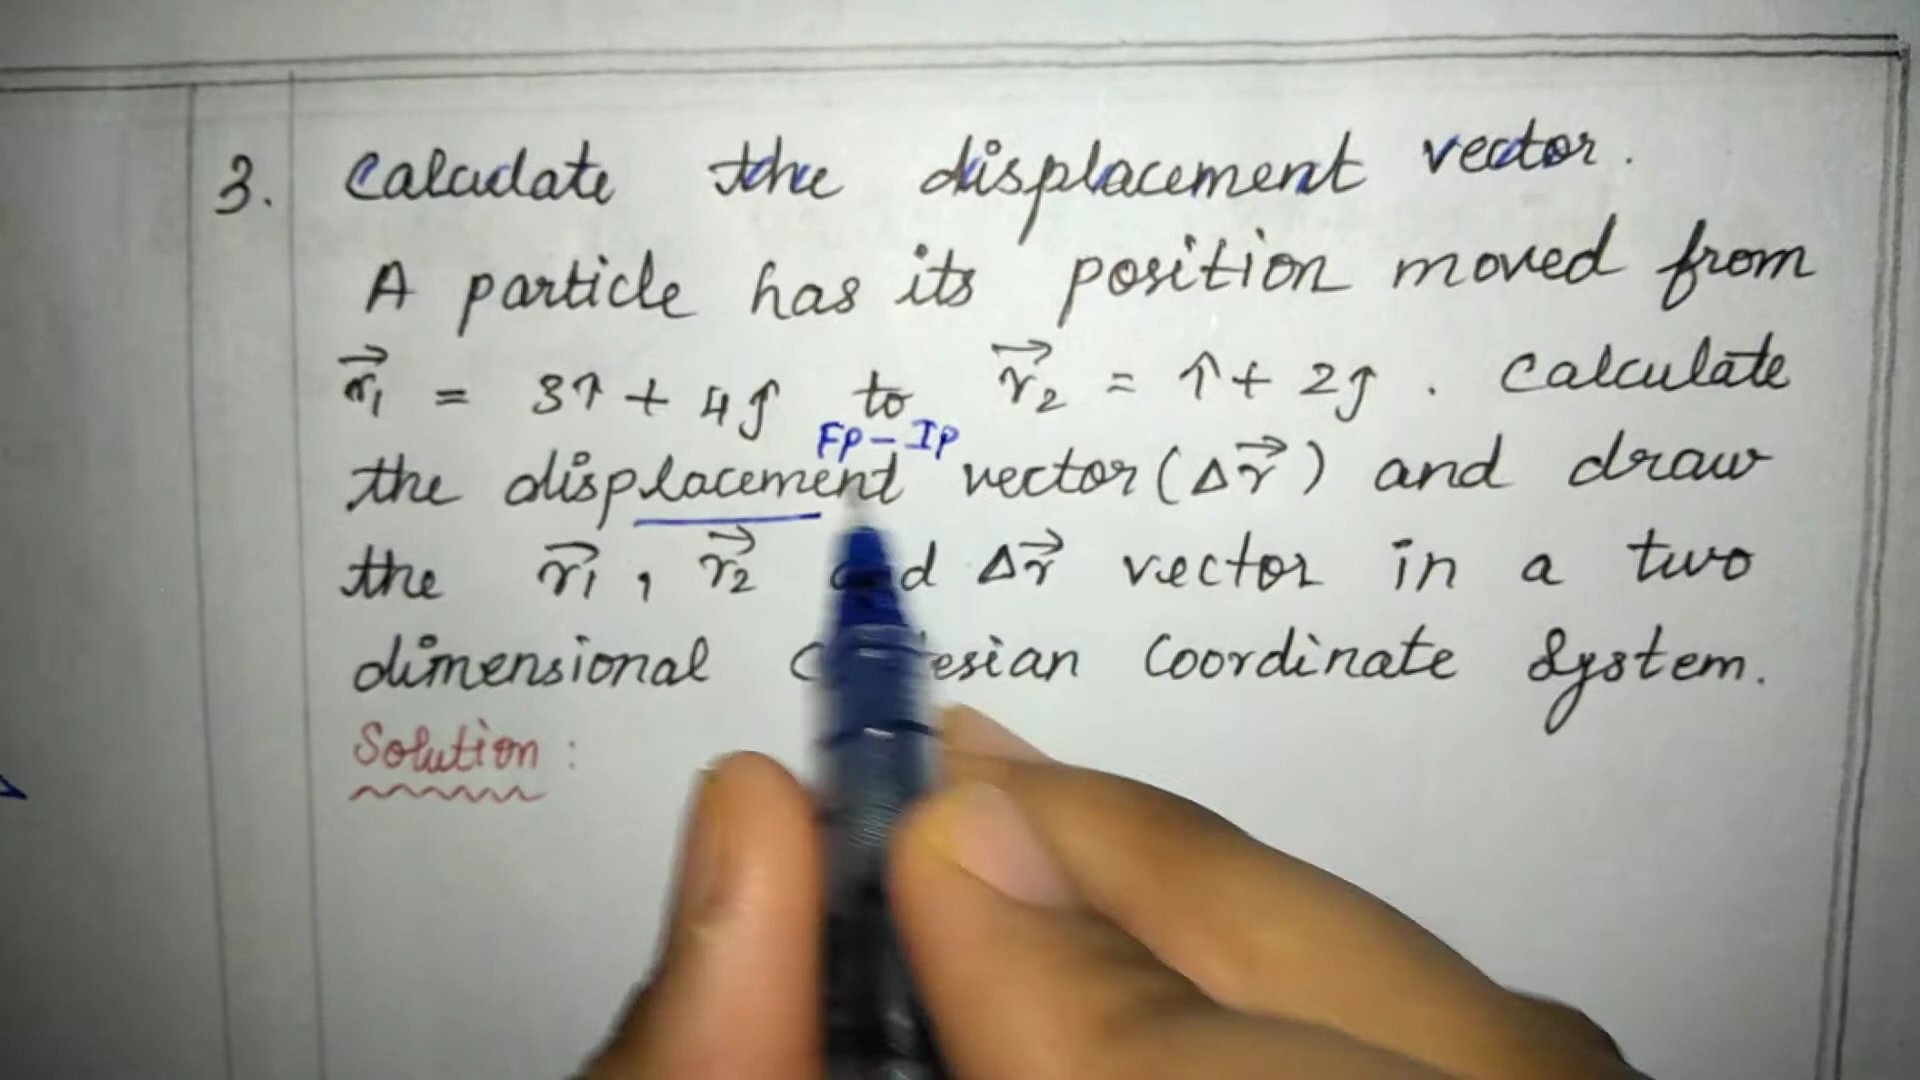 3. Calculate the displacement vector.
A particle has its position moved from
r⃗₁ = 3î + 4ĵ to r⃗₂ = î + 2ĵ. Calculate
FP - IP
the displacement vector (Δr⃗) and draw
the r⃗₁, r⃗₂ and Δr⃗ vector in a two
dimensional Coordinate System.
Solution: